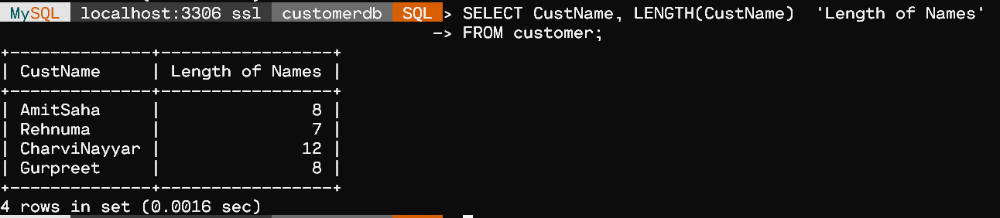 MySQL localhost:3306 ssl customerdb SQL > SELECT CustName, LENGTH(CustName)  'Length of Names'
-> FROM customer;
+--------------+-----------------+
| CustName     | Length of Names |
+--------------+-----------------+
| AmitSaha     |               8 |
| Rehnuma      |               7 |
| CharviNayyar |              12 |
| Gurpreet     |               8 |
+--------------+-----------------+
4 rows in set (0.0016 sec)